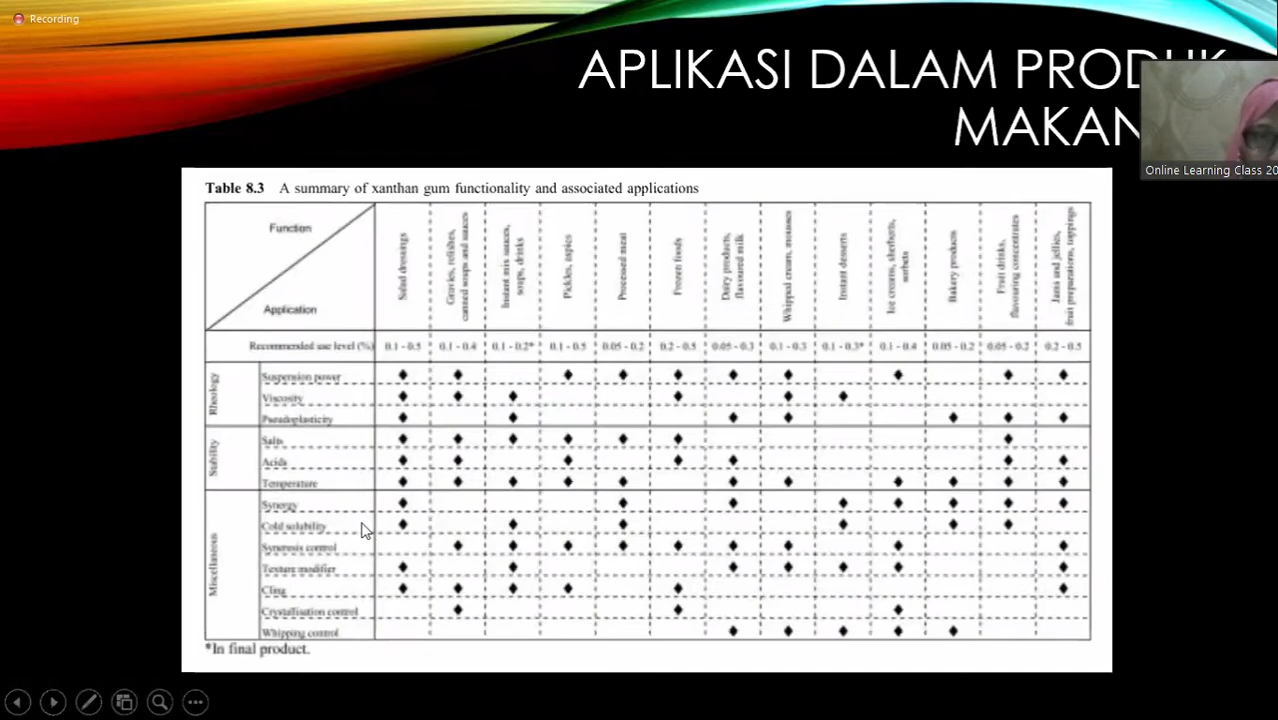 Recording
APLIKASI DALAM PRODUK
MAKAN
Online Learning Class 20
Table 8.3 A summary of xanthan gum functionality and associated applications
Function
Application
Salad dressings
Gravies, relishes,
canned soups and sauces
Instant mix sauces,
soups, drinks
Pickles, aspics
Processed meat
Frozen foods
Dairy products,
flavoured milk
Whipped cream, mousses
Instant desserts
Ice creams, sherberts,
sorbets
Bakery products
Fruit drinks,
flavouring concentrates
Jams and jellies,
fruit preparations, toppings
Recommended use level (%) 0.1 - 0.5 0.1 - 0.4 0.1 - 0.2* 0.1 - 0.5 0.05 - 0.2 0.2 - 0.5 0.05 - 0.3 0.1 - 0.3 0.1 - 0.3* 0.1 - 0.4 0.05 - 0.2 0.05 - 0.2 0.2 - 0.5
Rheology
Suspension power
Viscosity
Pseudoplasticity
Stability
Salts
Acids
Temperature
Miscellaneous
Synergy
Cold solubility
Syneresis control
Texture modifier
Cling
Crystallisation control
Whipping control
*In final product.